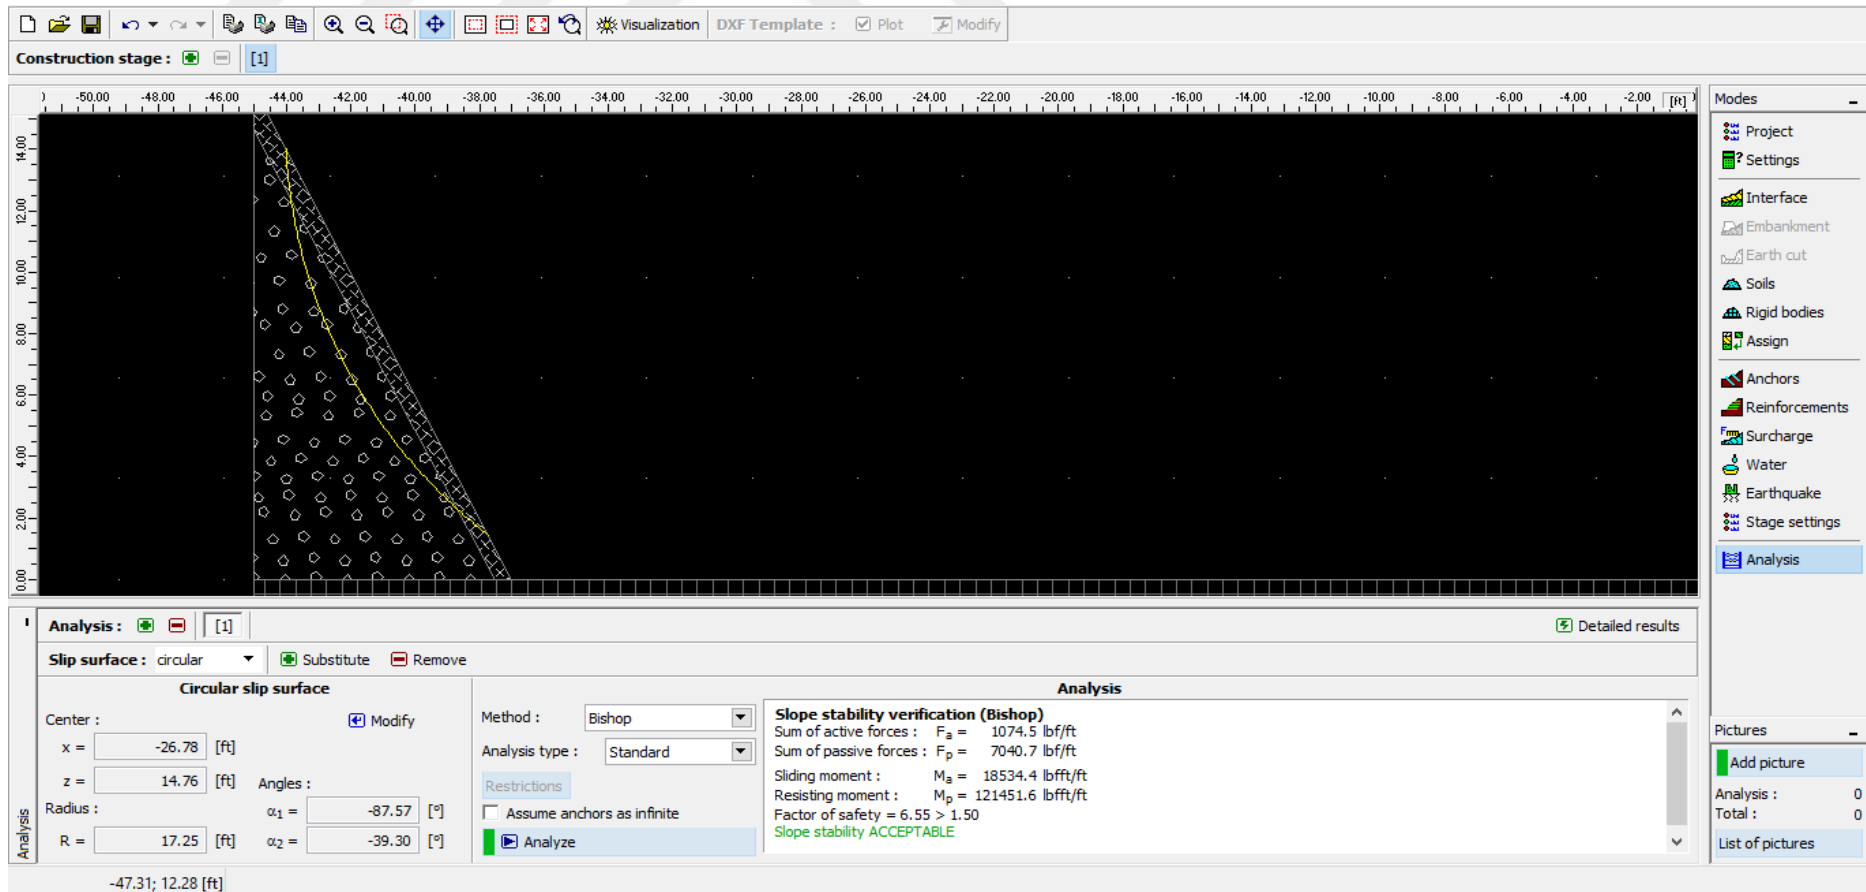 Visualization DXF Template : Plot Modify
Construction stage : [1]
-50.00 -48.00 -46.00 -44.00 -42.00 -40.00 -38.00 -36.00 -34.00 -32.00 -30.00 -28.00 -26.00 -24.00 -22.00 -20.00 -18.00 -16.00 -14.00 -12.00 -10.00 -8.00 -6.00 -4.00 -2.00 [ft]
14.00
12.00
10.00
8.00
6.00
4.00
2.00
0.00
Modes
Project
Settings
Interface
Embankment
Earth cut
Soils
Rigid bodies
Assign
Anchors
Reinforcements
Surcharge
Water
Earthquake
Stage settings
Analysis
Analysis
Analysis : [1] Detailed results
Slip surface : circular Substitute Remove
Circular slip surface
Center : Modify
x = -26.78 [ft]
z = 14.76 [ft] Angles :
Radius : α1 = -87.57 [°]
R = 17.25 [ft] α2 = -39.30 [°]
Method : Bishop
Analysis type : Standard
Restrictions
Assume anchors as infinite
Analyze
Analysis
Slope stability verification (Bishop)
Sum of active forces : Fa = 1074.5 lbf/ft
Sum of passive forces : Fp = 7040.7 lbf/ft
Sliding moment : Ma = 18534.4 lbfft/ft
Resisting moment : Mp = 121451.6 lbfft/ft
Factor of safety = 6.55 > 1.50
Slope stability ACCEPTABLE
Pictures
Add picture
Analysis : 0
Total : 0
List of pictures
-47.31; 12.28 [ft]